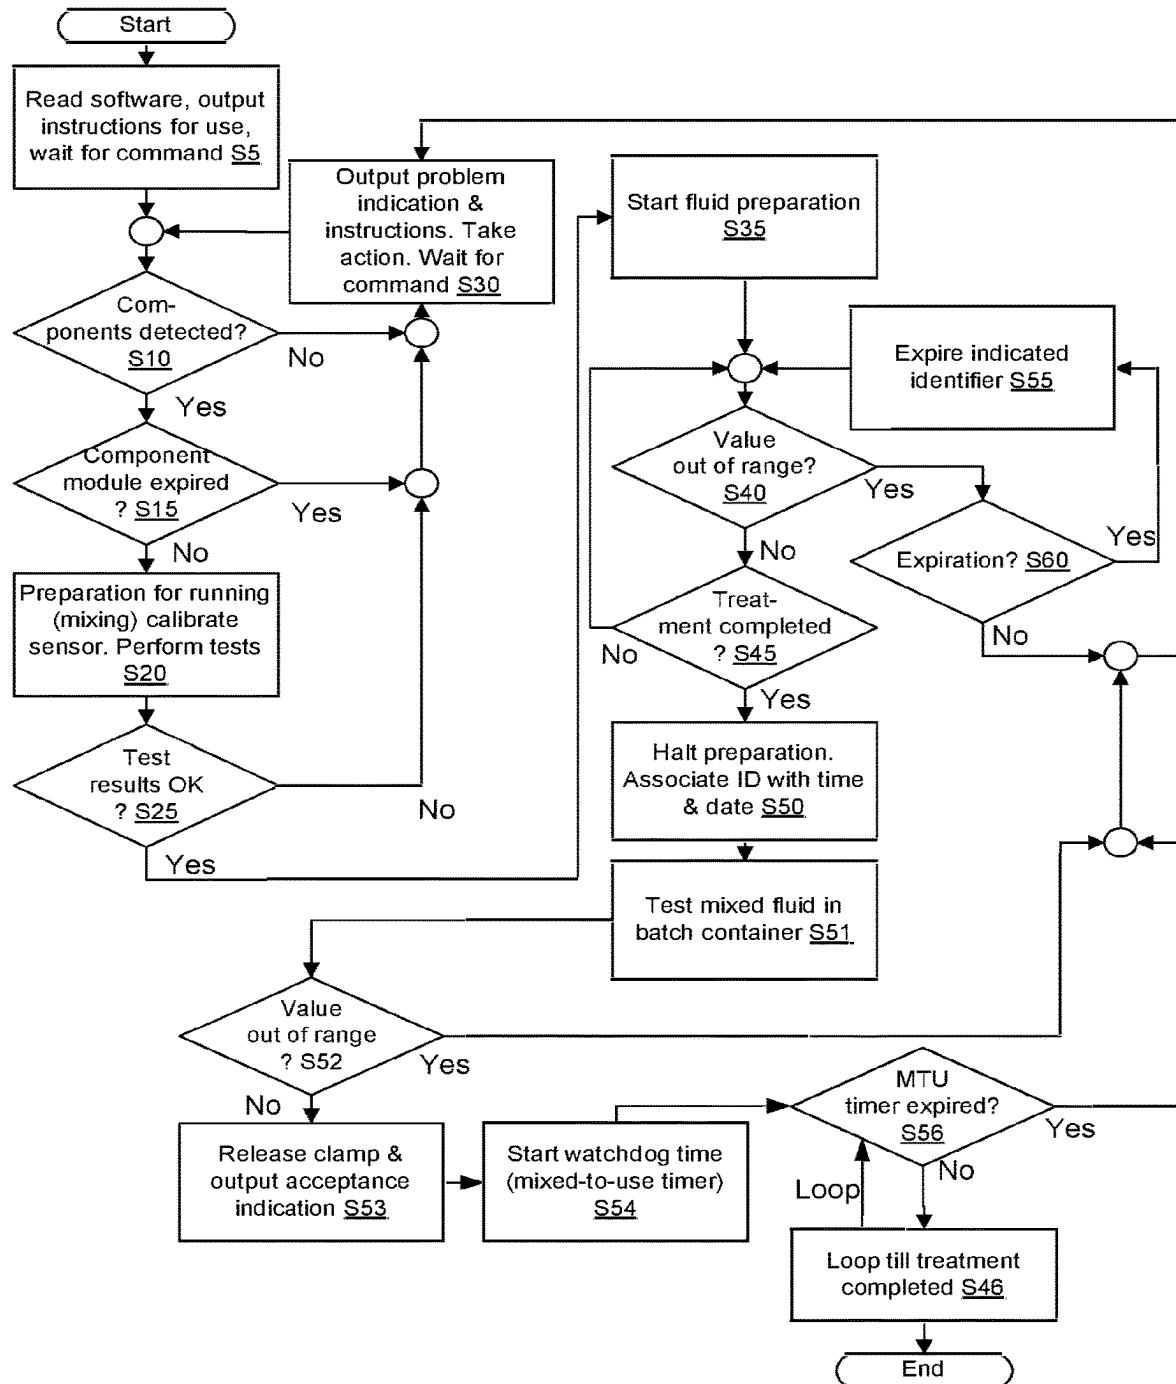 Start
Read software, output
instructions for use,
wait for command S5
Output problem
indication &
instructions. Take
action. Wait for
command S30
Com-
ponents detected?
S10
No
Yes
Component
module expired
? S15
Yes
No
Preparation for running
(mixing) calibrate
sensor. Perform tests
S20
Test
results OK
? S25
No
Yes
Start fluid preparation
S35
Expire indicated
identifier S55
Value
out of range?
S40
Yes
No
Expiration? S60
Yes
No
Treat-
ment completed
? S45
No
Yes
Halt preparation.
Associate ID with time
& date S50
Test mixed fluid in
batch container S51
Value
out of range
? S52
Yes
No
Release clamp &
output acceptance
indication S53
Start watchdog time
(mixed-to-use timer)
S54
MTU
timer expired?
S56
Yes
No
Loop
Loop till treatment
completed S46
End